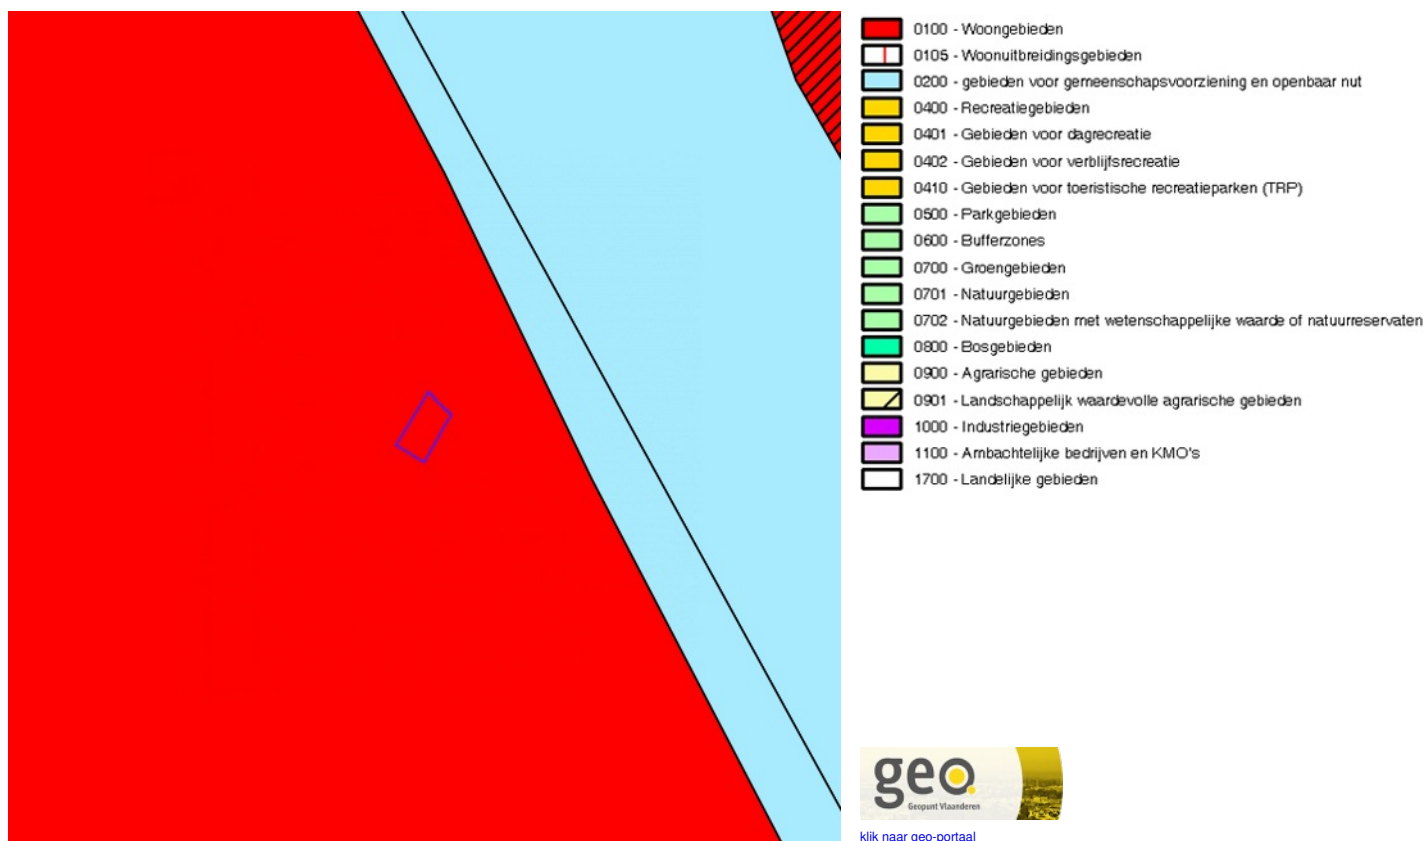 0100 - Woongebieden
0105 - Woonuitbreidingsgebieden
0200 - gebieden voor gemeenschapsvoorziening en openbaar nut
0400 - Recreatiegebieden
0401 - Gebieden voor dagrecreatie
0402 - Gebieden voor verblijfsrecreatie
0410 - Gebieden voor toeristische recreatieparken (TRP)
0500 - Parkgebieden
0600 - Bufferzones
0700 - Groengebieden
0701 - Natuurgebieden
0702 - Natuurgebieden met wetenschappelijke waarde of natuurreservaten
0800 - Bosgebieden
0900 - Agrarische gebieden
0901 - Landschappelijk waardevolle agrarische gebieden
1000 - Industriegebieden
1100 - Ambachtelijke bedrijven en KMO's
1700 - Landelijke gebieden
geo
Geopunt Vlaanderen
klik naar geo-portaal